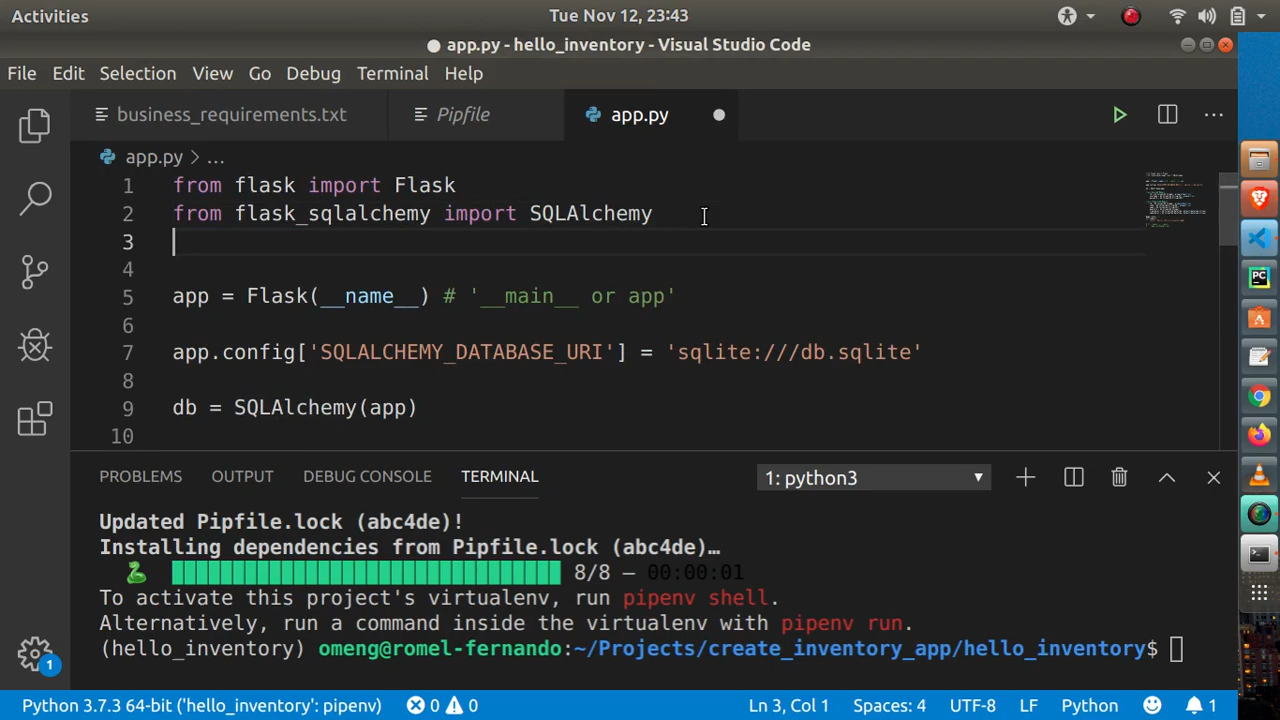 Activities
Tue Nov 12, 23:43
app.py - hello_inventory - Visual Studio Code
File Edit Selection View Go Debug Terminal Help
business_requirements.txt Pipfile app.py
app.py > ...
1 from flask import Flask
2 from flask_sqlalchemy import SQLAlchemy
3
4
5 app = Flask(__name__) # '__main__ or app'
6
7 app.config['SQLALCHEMY_DATABASE_URI'] = 'sqlite:///db.sqlite'
8
9 db = SQLAlchemy(app)
10
PROBLEMS OUTPUT DEBUG CONSOLE TERMINAL 1: python3
Updated Pipfile.lock (abc4de)!
Installing dependencies from Pipfile.lock (abc4de)…
8/8 — 00:00:01
To activate this project's virtualenv, run pipenv shell.
Alternatively, run a command inside the virtualenv with pipenv run.
(hello_inventory) omeng@romel-fernando:~/Projects/create_inventory_app/hello_inventory$
1
Python 3.7.3 64-bit ('hello_inventory': pipenv) 0 0 Ln 3, Col 1 Spaces: 4 UTF-8 LF Python 1